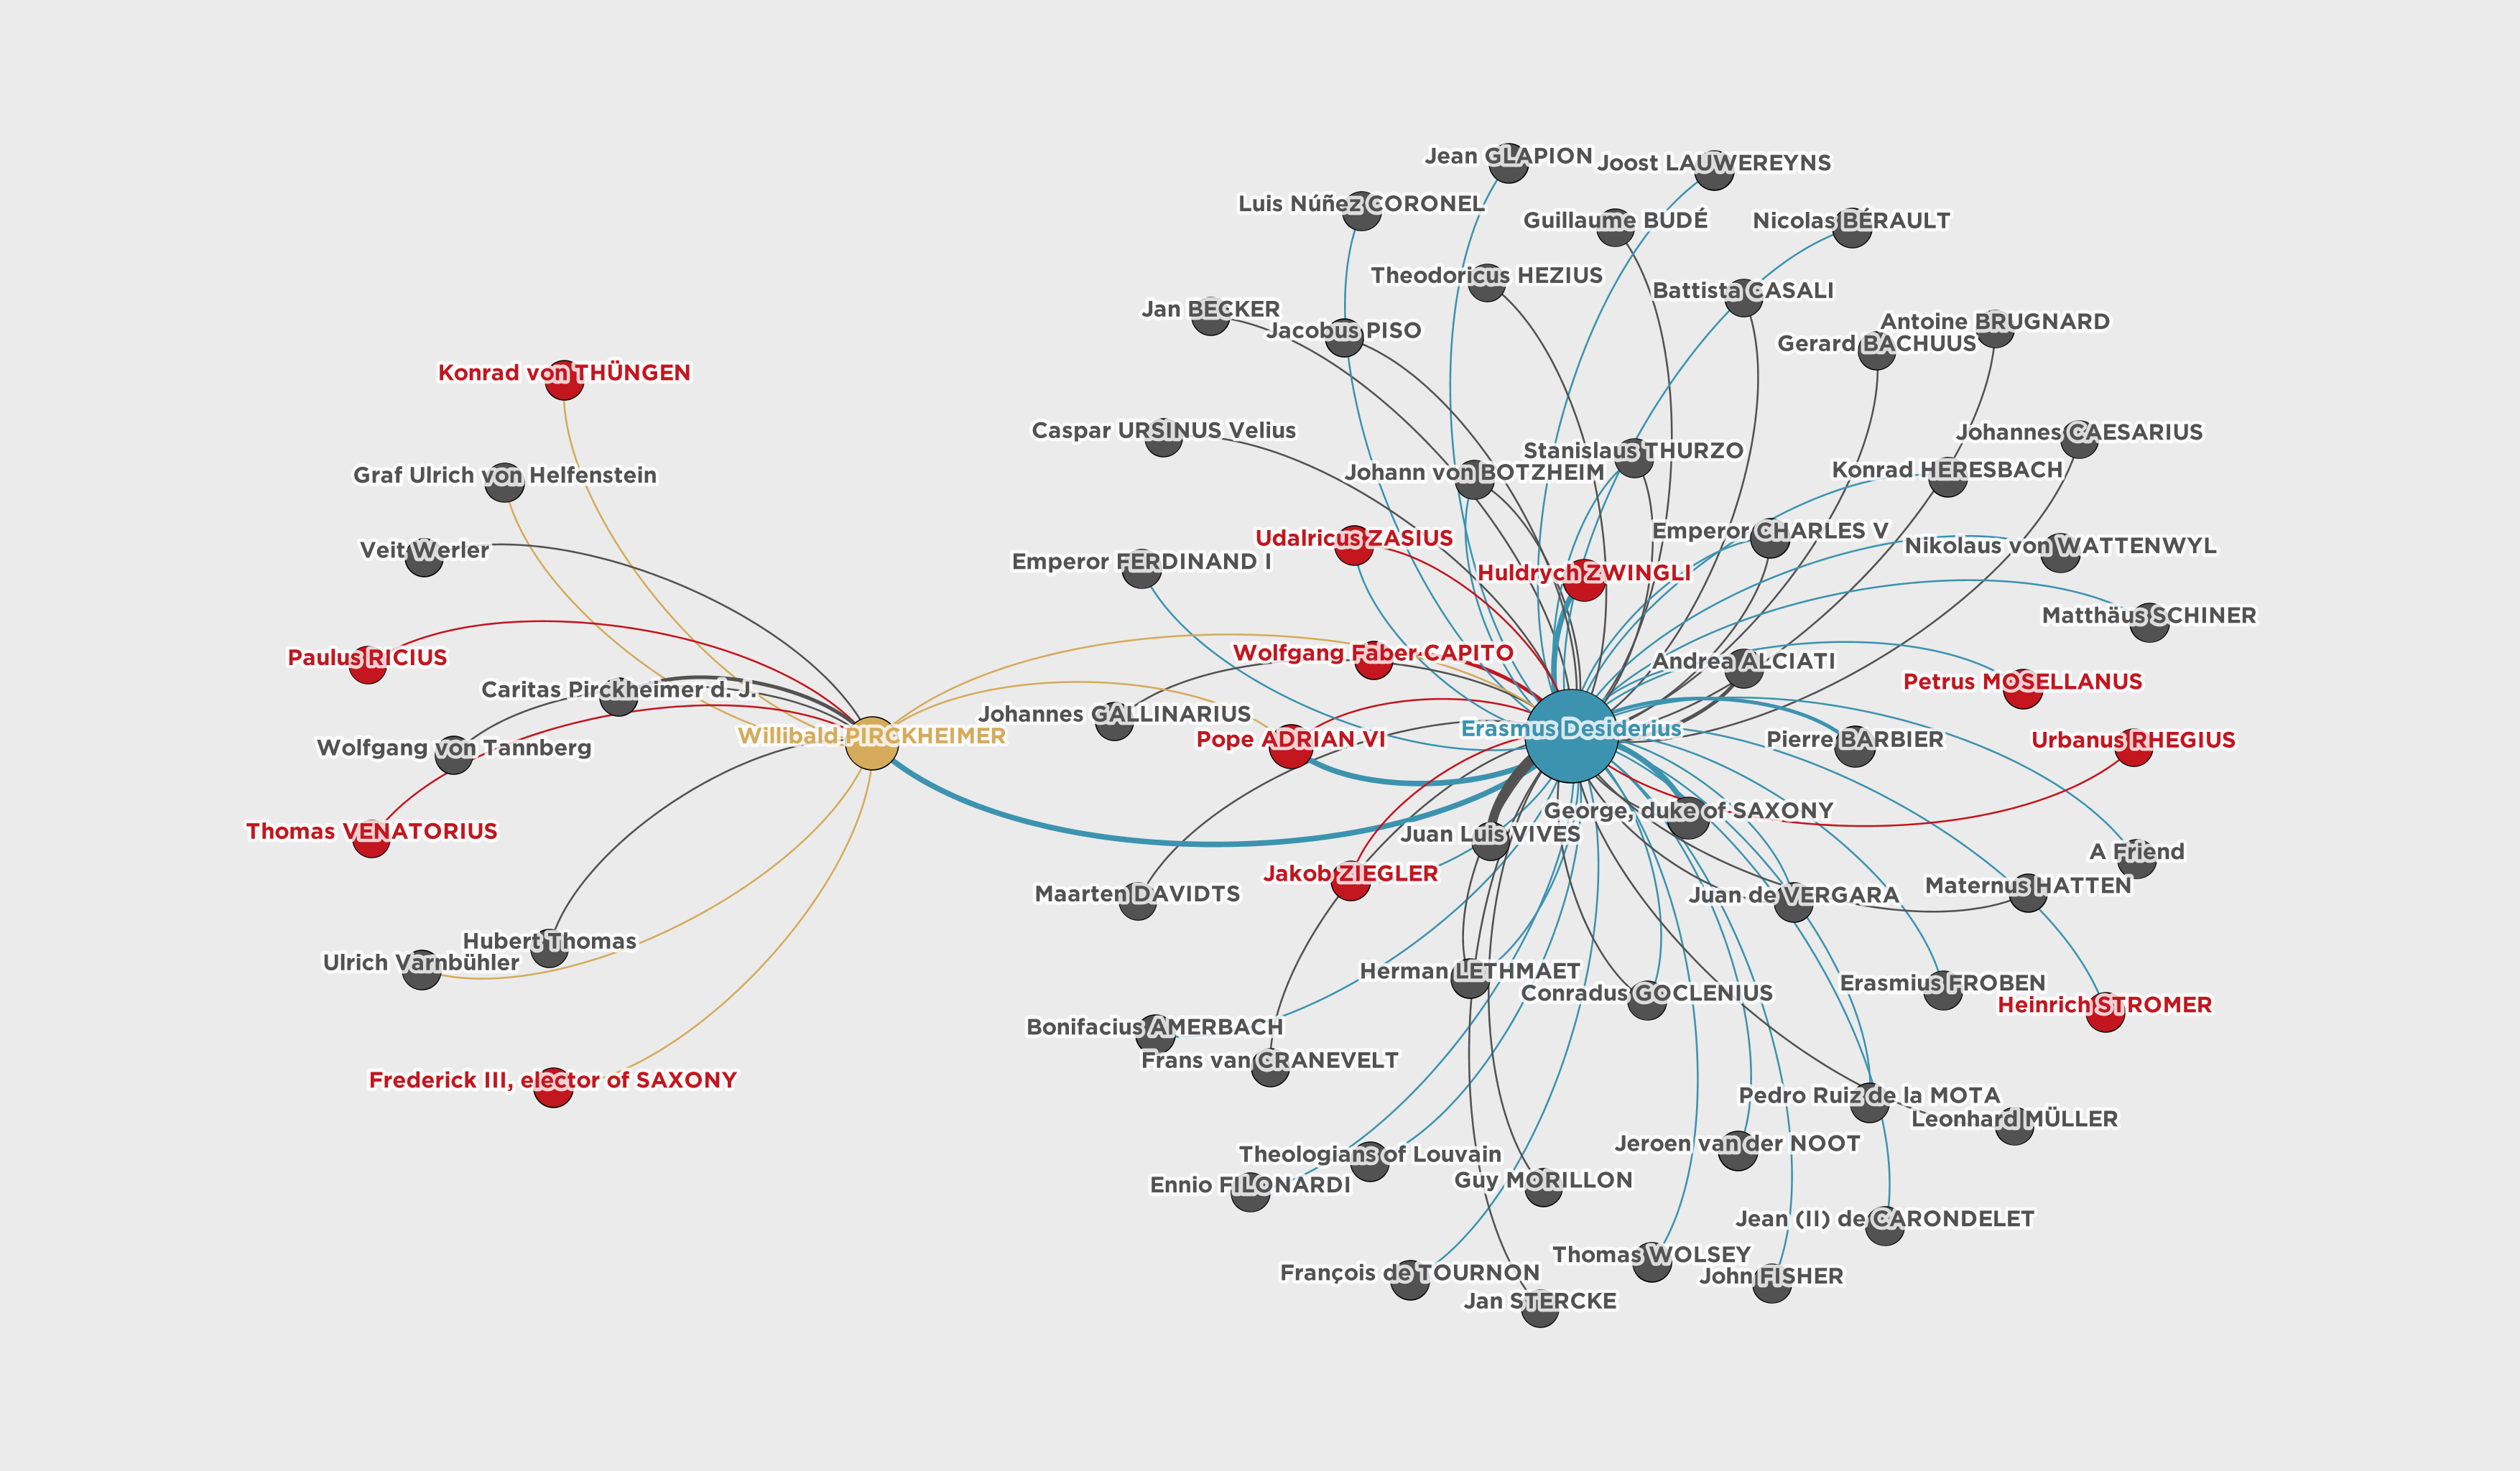 Jean GLAPION
Joost LAUWEREYNS
Luis Núñez CORONEL
Guillaume BUDÉ
Nicolas BÉRAULT
Theodoricus HEZIUS
Battista CASALI
Jan BECKER
Jacobus PISO
Antoine BRUGNARD
Gerard BACHUUS
Konrad von THÜNGEN
Caspar URSINUS Velius
Johannes CAESARIUS
Stanislaus THURZO
Johann von BOTZHEIM
Konrad HERESBACH
Graf Ulrich von Helfenstein
Emperor CHARLES V
Udalricus ZASIUS
Veit Werler
Nikolaus von WATTENWYL
Emperor FERDINAND I
Huldrych ZWINGLI
Matthäus SCHINER
Paulus RICIUS
Wolfgang Faber CAPITO
Andrea ALCIATI
Petrus MOSELLANUS
Caritas Pirckheimer d. J.
Johannes GALLINARIUS
Erasmus Desiderius
Willibald PIRCKHEIMER
Pope ADRIAN VI
Pierre BARBIER
Urbanus RHEGIUS
Wolfgang von Tannberg
George, duke of SAXONY
Thomas VENATORIUS
Juan Luis VIVES
A Friend
Jakob ZIEGLER
Maternus HATTEN
Maarten DAVIDTS
Juan de VERGARA
Hubert Thomas
Ulrich Varnbühler
Herman LETHMAET
Erasmius FROBEN
Conradus GOCLENIUS
Heinrich STROMER
Bonifacius AMERBACH
Frans van CRANEVELT
Frederick III, elector of SAXONY
Pedro Ruiz de la MOTA
Leonhard MÜLLER
Jeroen van der NOOT
Theologians of Louvain
Guy MORILLON
Ennio FILONARDI
Jean (II) de CARONDELET
Thomas WOLSEY
François de TOURNON
John FISHER
Jan STERCKE